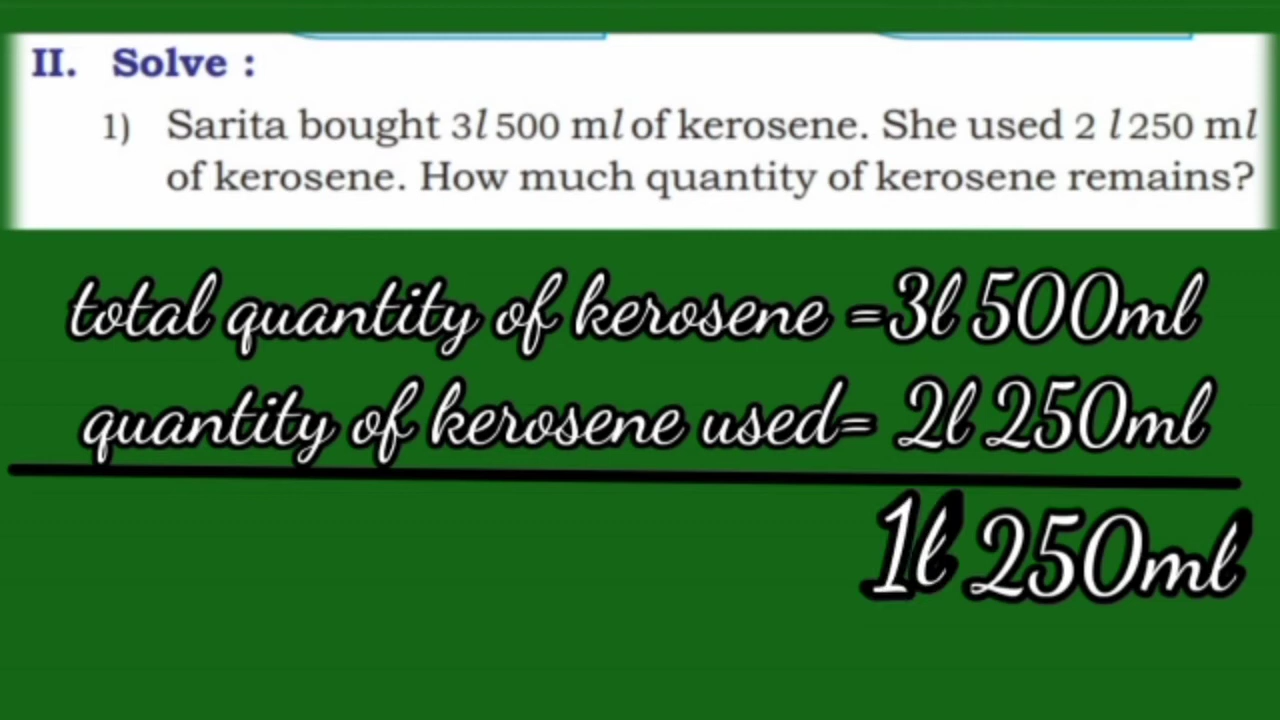 II. Solve :
1) Sarita bought 3l 500 ml of kerosene. She used 2 l 250 ml
of kerosene. How much quantity of kerosene remains?
total quantity of kerosene =3l 500ml
quantity of kerosene used= 2l 250ml
1l 250ml